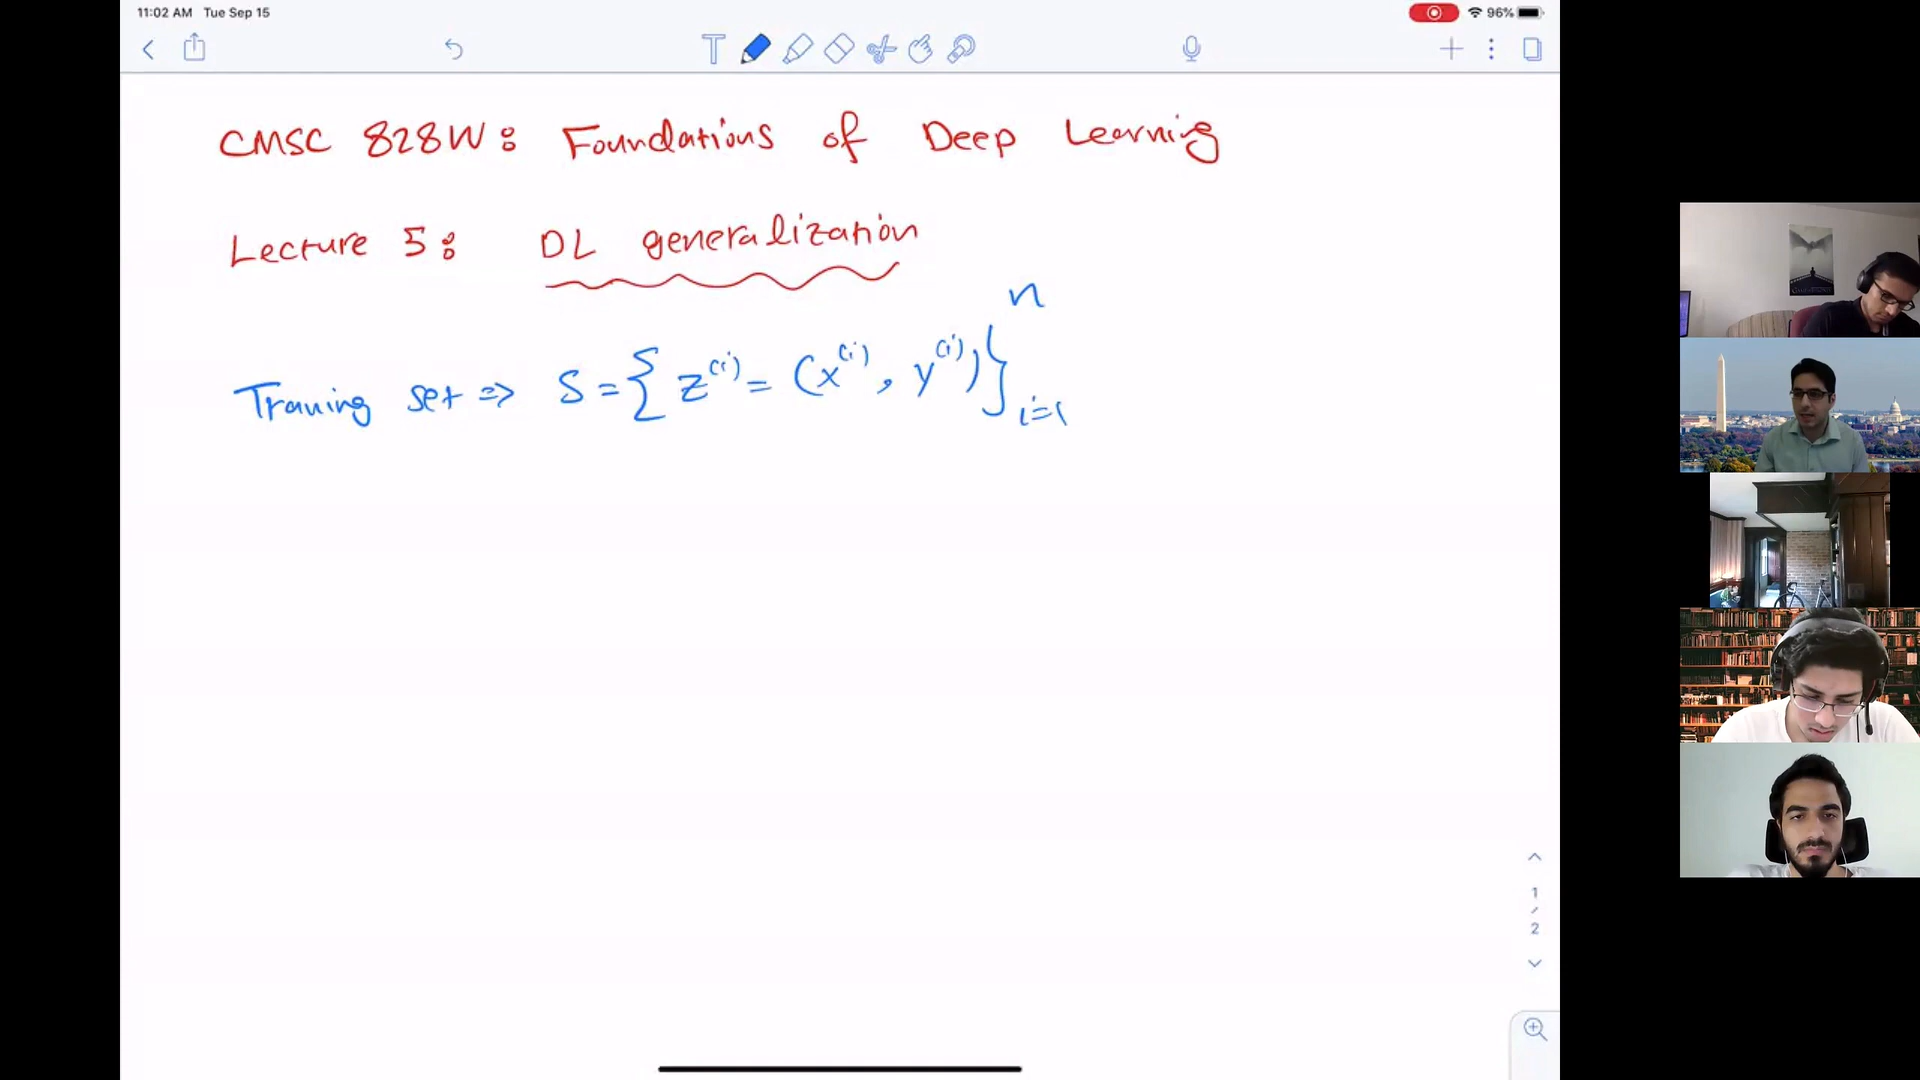 11:02 AM Tue Sep 15
96%
T
CMSC 828W: Foundations of Deep Learning
Lecture 5: DL generalization
Traning set => S = { z^(i) = (x^(i), y^(i)) }_{i=1}^n
1
/
2